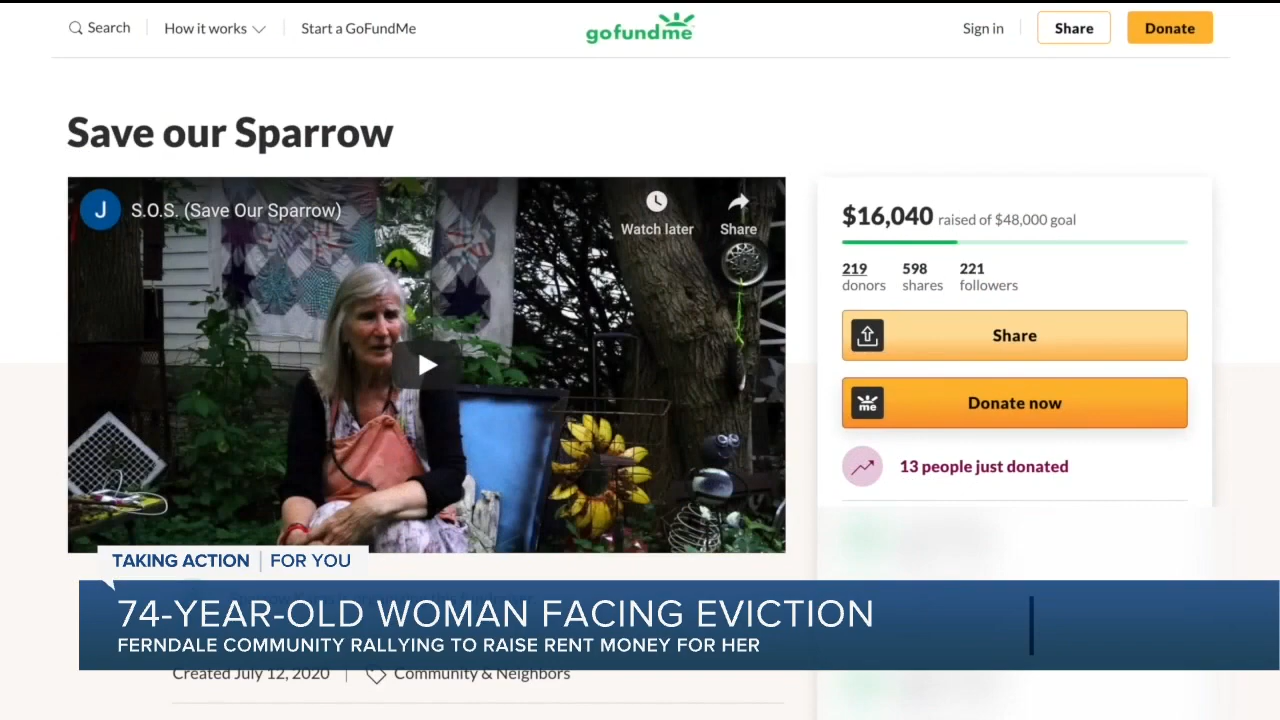 Search
How it works
Start a GoFundMe
gofundme
Sign in
Share
Donate
Save our Sparrow
J
S.O.S. (Save Our Sparrow)
Watch later
Share
$16,040 raised of $48,000 goal
219 donors
598 shares
221 followers
Share
me
Donate now
13 people just donated
TAKING ACTION
FOR YOU
74-YEAR-OLD WOMAN FACING EVICTION
FERNDALE COMMUNITY RALLYING TO RAISE RENT MONEY FOR HER
Created July 12, 2020
Community & Neighbors